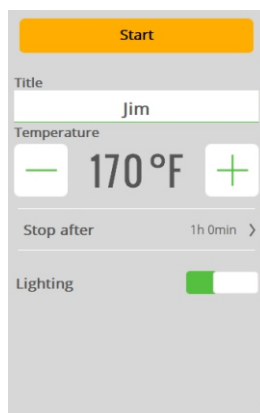 Start
Title
Jim
Temperature
170°F
Stop after 1h 0min
Lighting